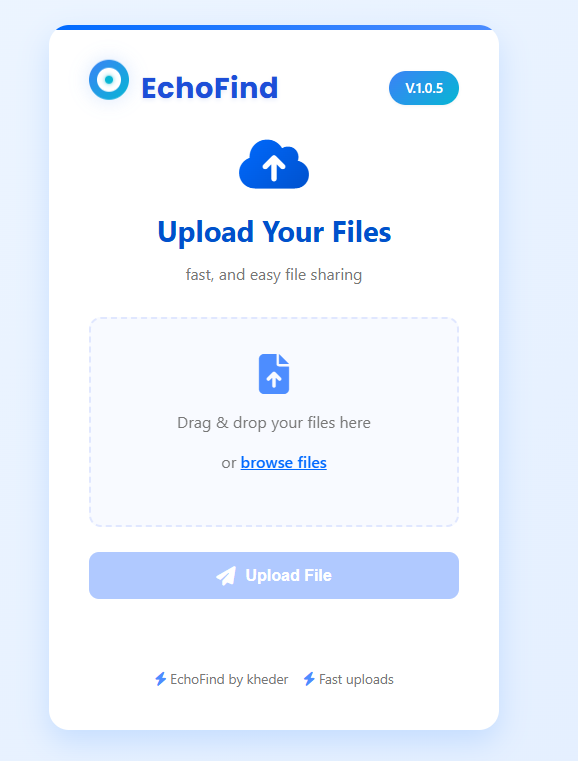 EchoFind
V.1.0.5
Upload Your Files
fast, and easy file sharing
Drag & drop your files here
or browse files
Upload File
EchoFind by kheder Fast uploads